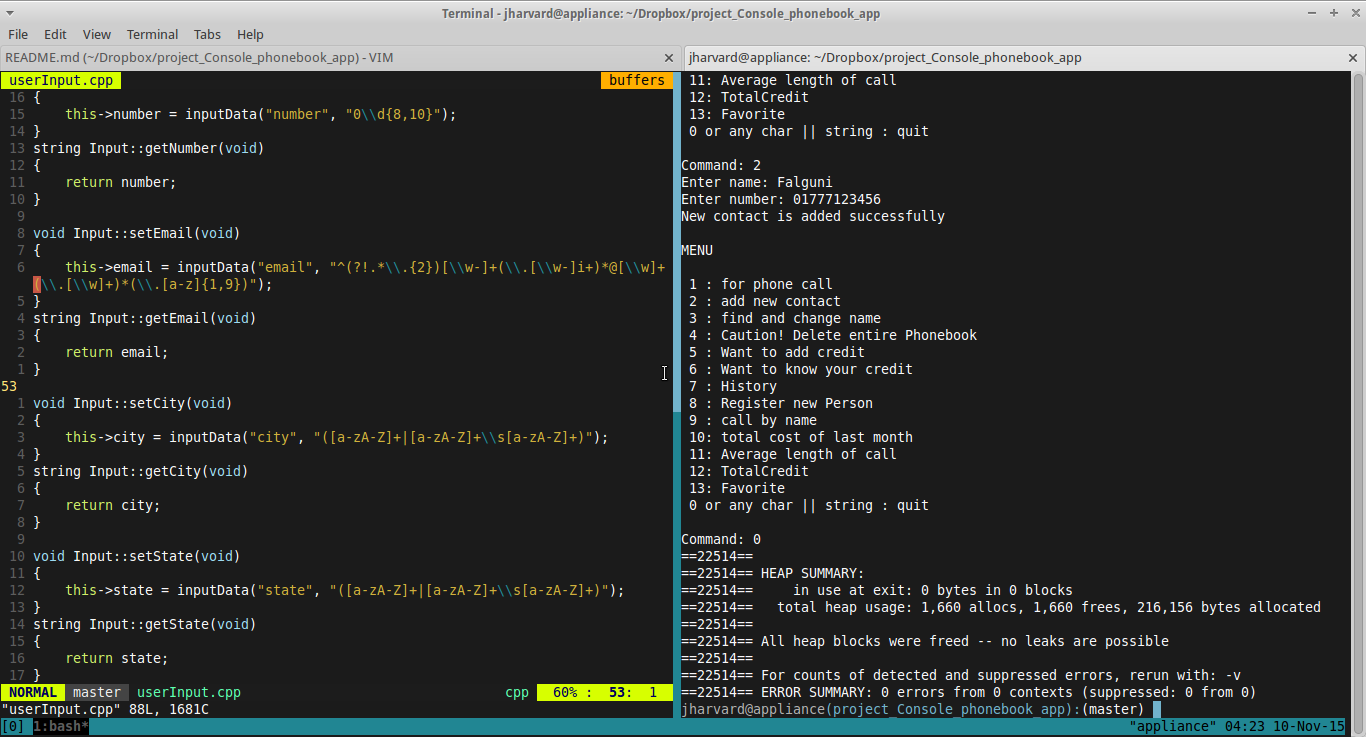 Terminal - jharvard@appliance: ~/Dropbox/project_Console_phonebook_app
File Edit View Terminal Tabs Help
README.md (~/Dropbox/project_Console_phonebook_app) - VIM
jharvard@appliance: ~/Dropbox/project_Console_phonebook_app
userInput.cpp buffers
16 {
15     this->number = inputData("number", "0\\d{8,10}");
14 }
13 string Input::getNumber(void)
12 {
11     return number;
10 }
9
8 void Input::setEmail(void)
7 {
6     this->email = inputData("email", "^(?!.*\\.{2})[\\w-]+(\\.[\\w-]i+)*@[\\w]+
(\\.[\\w]+)*(\\.[a-z]{1,9})");
5 }
4 string Input::getEmail(void)
3 {
2     return email;
1 }
53
1 void Input::setCity(void)
2 {
3     this->city = inputData("city", "([a-zA-Z]+|[a-zA-Z]+\\s[a-zA-Z]+)");
4 }
5 string Input::getCity(void)
6 {
7     return city;
8 }
9
10 void Input::setState(void)
11 {
12     this->state = inputData("state", "([a-zA-Z]+|[a-zA-Z]+\\s[a-zA-Z]+)");
13 }
14 string Input::getState(void)
15 {
16     return state;
17 }
NORMAL master userInput.cpp cpp 60% : 53: 1
"userInput.cpp" 88L, 1681C
11: Average length of call
12: TotalCredit
13: Favorite
0 or any char || string : quit
Command: 2
Enter name: Falguni
Enter number: 01777123456
New contact is added successfully
MENU
1 : for phone call
2 : add new contact
3 : find and change name
4 : Caution! Delete entire Phonebook
5 : Want to add credit
6 : Want to know your credit
7 : History
8 : Register new Person
9 : call by name
10: total cost of last month
11: Average length of call
12: TotalCredit
13: Favorite
0 or any char || string : quit
Command: 0
==22514==
==22514== HEAP SUMMARY:
==22514==     in use at exit: 0 bytes in 0 blocks
==22514==   total heap usage: 1,660 allocs, 1,660 frees, 216,156 bytes allocated
==22514==
==22514== All heap blocks were freed -- no leaks are possible
==22514==
==22514== For counts of detected and suppressed errors, rerun with: -v
==22514== ERROR SUMMARY: 0 errors from 0 contexts (suppressed: 0 from 0)
jharvard@appliance(project_Console_phonebook_app):(master)
[0] 1:bash* "appliance" 04:23 10-Nov-15